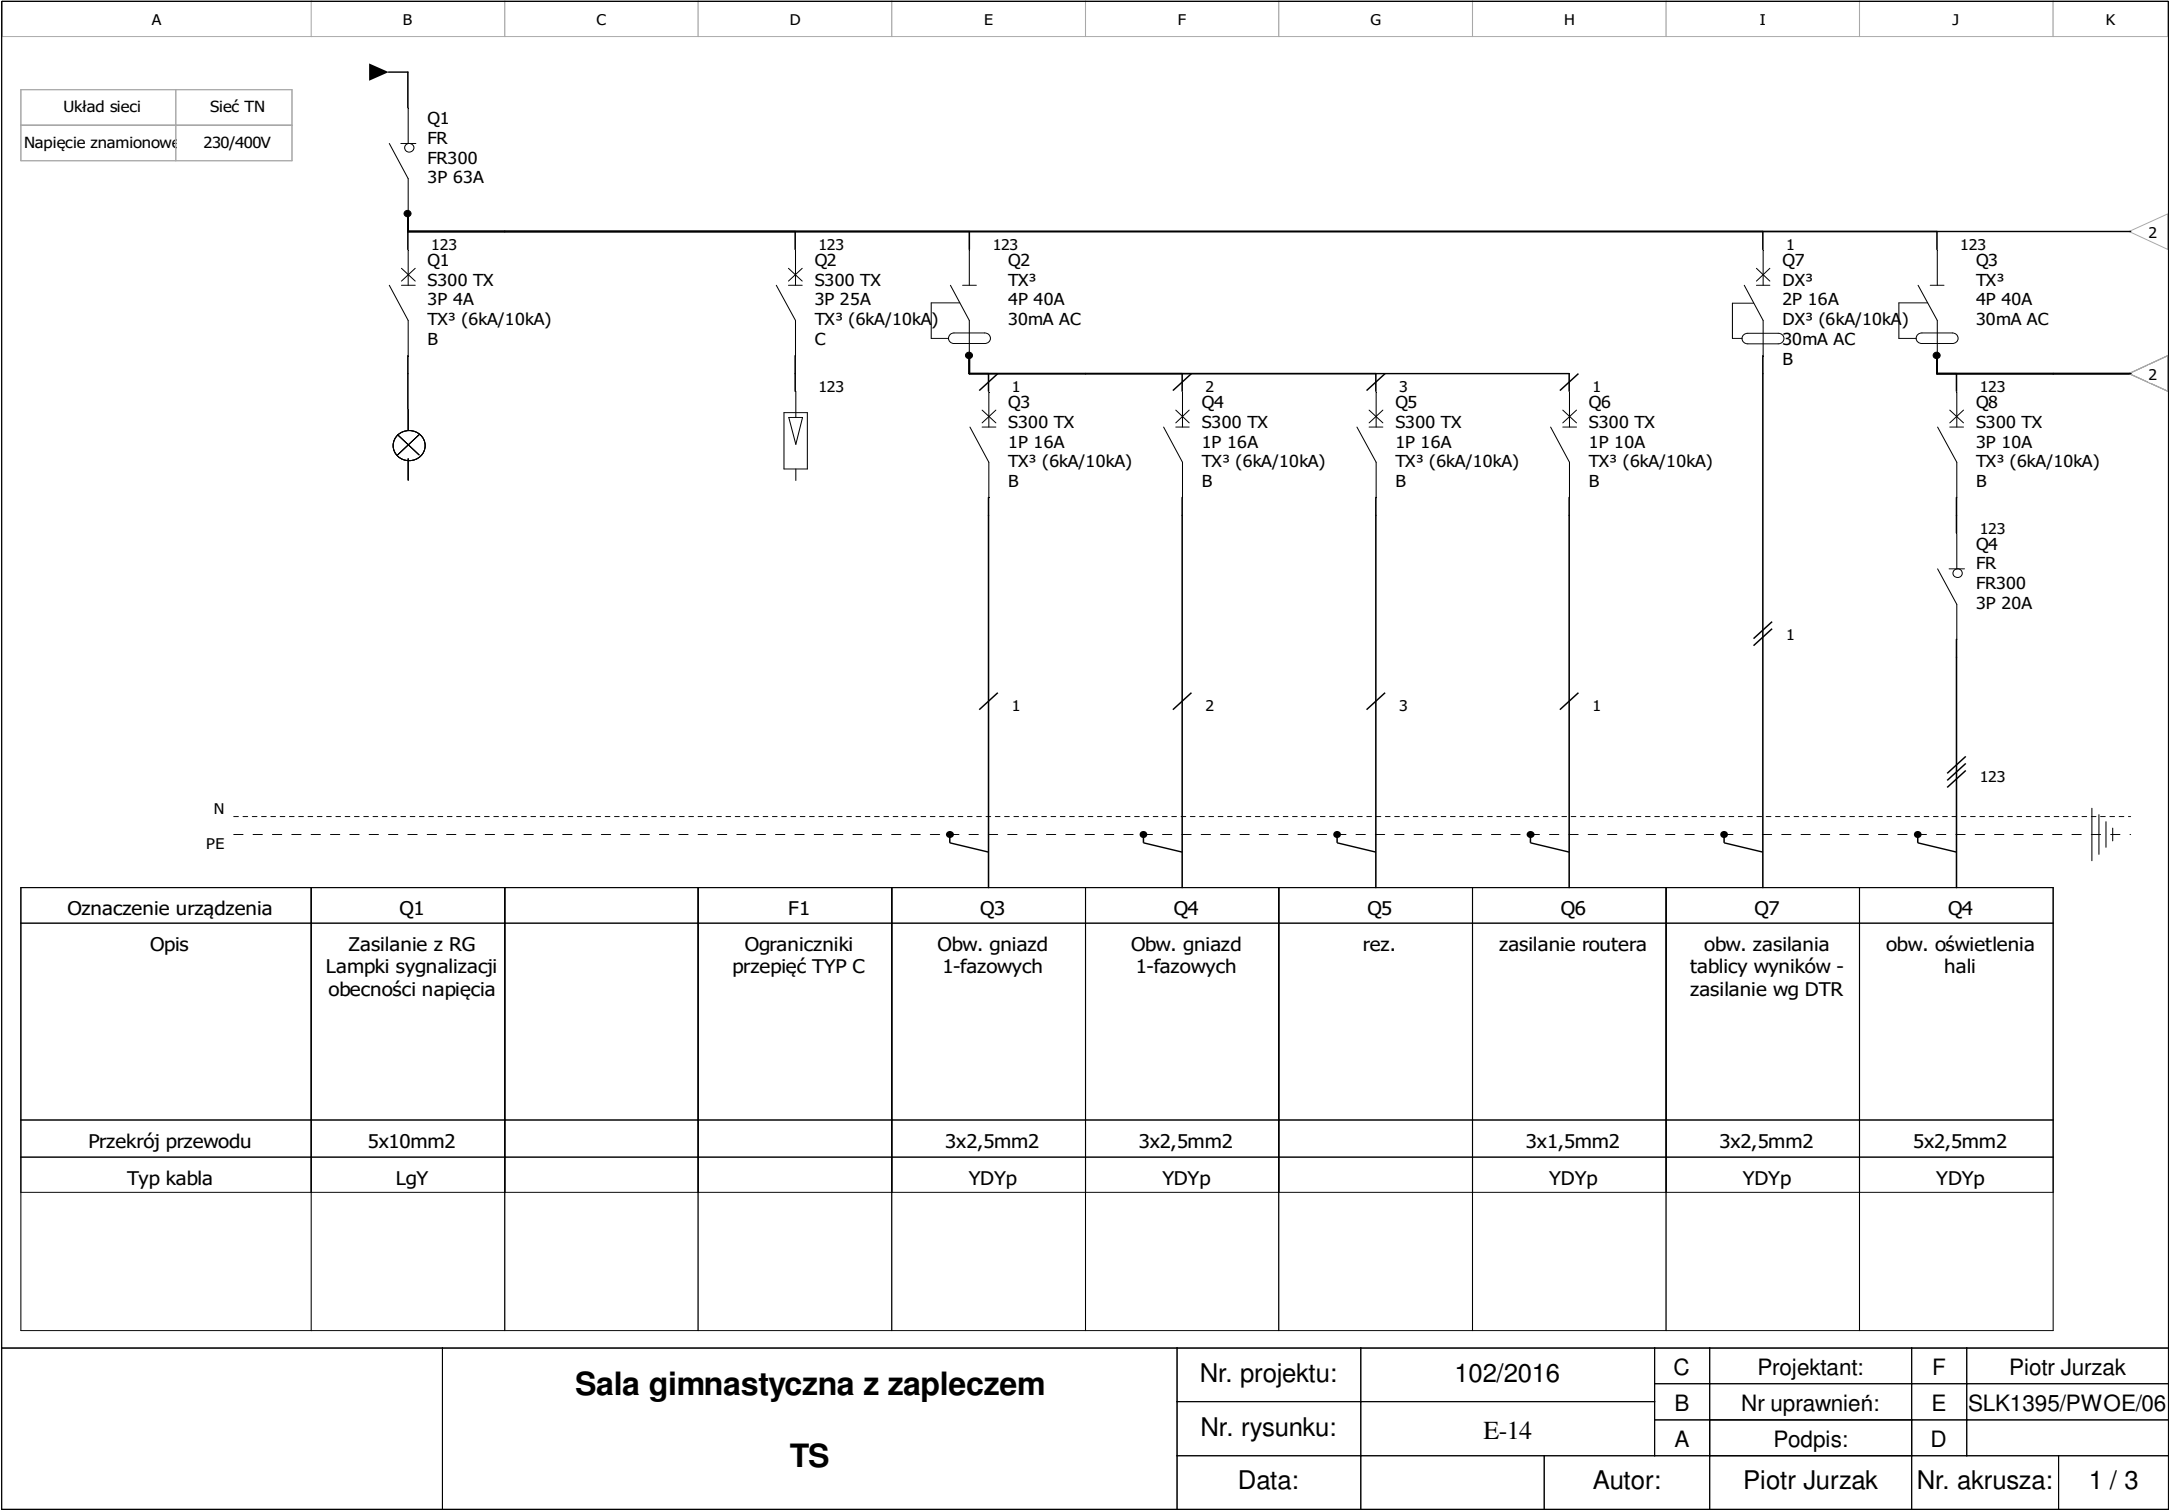 A B C D E F G H I J K
Układ sieci Sieć TN
Napięcie znamionowe 230/400V
Q1
FR
FR300
3P 63A
2
123
Q1
S300 TX
3P 4A
TX³ (6kA/10kA)
B
123
Q2
S300 TX
3P 25A
TX³ (6kA/10kA)
C
123
123
Q2
TX³
4P 40A
30mA AC
1
Q7
DX³
2P 16A
DX³ (6kA/10kA)
30mA AC
B
123
Q3
TX³
4P 40A
30mA AC
2
1
Q3
S300 TX
1P 16A
TX³ (6kA/10kA)
B
2
Q4
S300 TX
1P 16A
TX³ (6kA/10kA)
B
3
Q5
S300 TX
1P 16A
TX³ (6kA/10kA)
B
1
Q6
S300 TX
1P 10A
TX³ (6kA/10kA)
B
123
Q8
S300 TX
3P 10A
TX³ (6kA/10kA)
B
123
Q4
FR
FR300
3P 20A
1
1 2 3 1
123
N
PE
Oznaczenie urządzenia Q1 F1 Q3 Q4 Q5 Q6 Q7 Q4
Opis
Zasilanie z RG
Lampki sygnalizacji
obecności napięcia
Ograniczniki
przepięć TYP C
Obw. gniazd
1-fazowych
Obw. gniazd
1-fazowych
rez.
zasilanie routera
obw. zasilania
tablicy wyników -
zasilanie wg DTR
obw. oświetlenia
hali
Przekrój przewodu 5x10mm2 3x2,5mm2 3x2,5mm2 3x1,5mm2 3x2,5mm2 5x2,5mm2
Typ kabla LgY YDYp YDYp YDYp YDYp YDYp
Sala gimnastyczna z zapleczem
TS
Nr. projektu: 102/2016
Nr. rysunku: E-14
C Projektant: F Piotr Jurzak
B Nr uprawnień: E SLK1395/PWOE/06
A Podpis: D
Data: Autor: Piotr Jurzak Nr. akrusza: 1 / 3